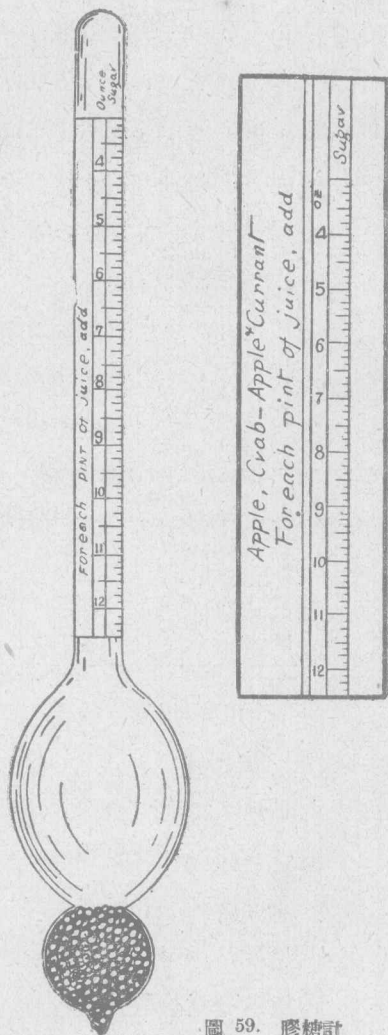 Ounce
Sugar
4
5
6
7
8
9
10
11
12
For each pint of juice, add
Apple, Crab-Apple & Currant
For each pint of juice, add
oz
Sugar
4
5
6
7
8
9
10
11
12
圖 59. 膠糖計